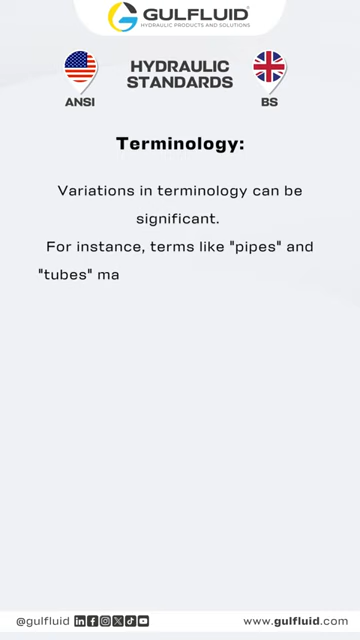 GULFLUID
HYDRAULIC PRODUCTS AND SOLUTIONS
HYDRAULIC
STANDARDS
ANSI
BS
Terminology:
Variations in terminology can be
significant.
For instance, terms like "pipes" and
"tubes" ma
@gulfluid
www.gulfluid.com